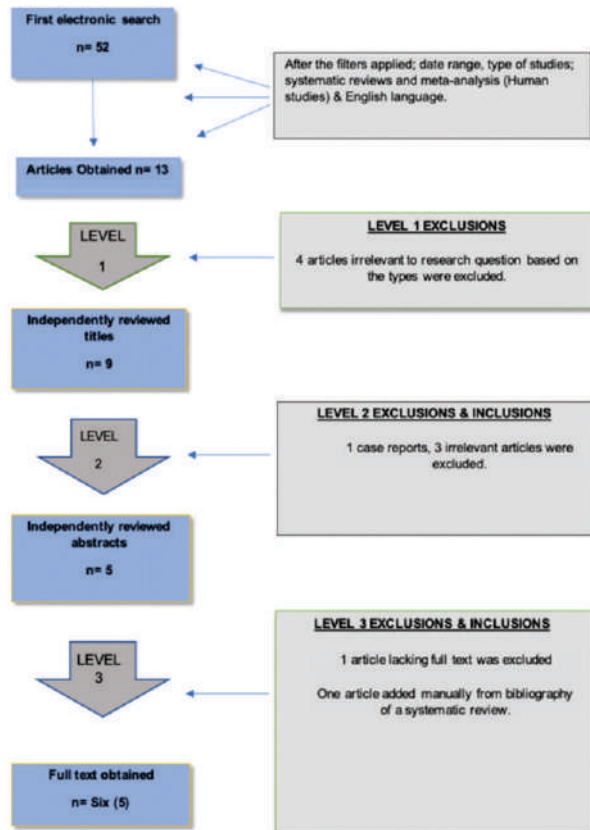 First electronic search
n= 52
After the filters applied; date range, type of studies;
systematic reviews and meta-analysis (Human
studies) & English language.
Articles Obtained n= 13
LEVEL
1
LEVEL 1 EXCLUSIONS
4 articles irrelevant to research question based on
the types were excluded.
Independently reviewed
titles
n= 9
LEVEL
2
LEVEL 2 EXCLUSIONS & INCLUSIONS
1 case reports, 3 irrelevant articles were
excluded.
Independently reviewed
abstracts
n= 5
LEVEL
3
LEVEL 3 EXCLUSIONS & INCLUSIONS
1 article lacking full text was excluded
One article added manually from bibliography
of a systematic review.
Full text obtained
n= Six (5)